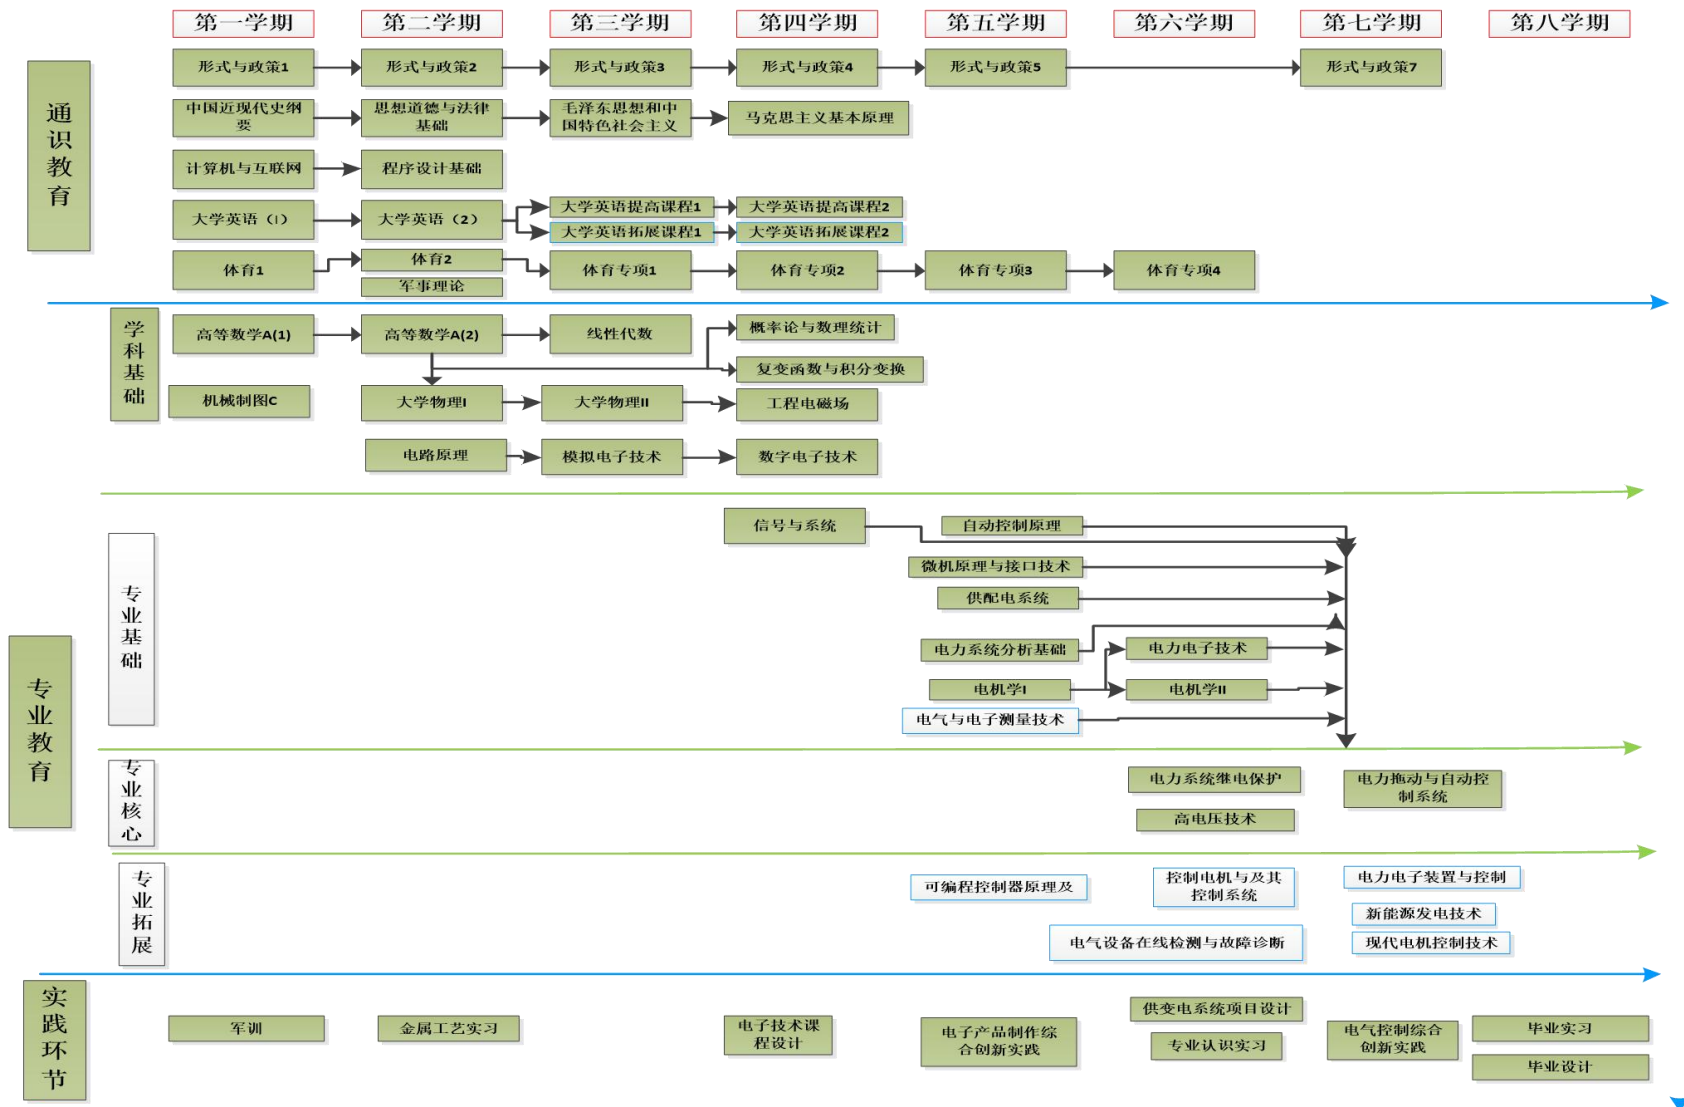 第一学期
第二学期
第三学期
第四学期
第五学期
第六学期
第七学期
第八学期
通识教育
形式与政策1
形式与政策2
形式与政策3
形式与政策4
形式与政策5
形式与政策7
中国近现代史纲
要
思想道德与法律
基础
毛泽东思想和中
国特色社会主义
马克思主义基本原理
计算机与互联网
程序设计基础
大学英语（I）
大学英语（2）
大学英语提高课程1
大学英语提高课程2
大学英语拓展课程1
大学英语拓展课程2
体育1
体育2
军事理论
体育专项1
体育专项2
体育专项3
体育专项4
学科基础
高等数学A(1)
高等数学A(2)
线性代数
概率论与数理统计
复变函数与积分变换
机械制图C
大学物理I
大学物理II
工程电磁场
电路原理
模拟电子技术
数字电子技术
专业教育
专业基础
信号与系统
自动控制原理
微机原理与接口技术
供配电系统
电力系统分析基础
电力电子技术
电机学I
电机学II
电气与电子测量技术
专业核心
电力系统继电保护
高电压技术
电力拖动与自动控
制系统
专业拓展
可编程控制器原理及
控制电机与及其
控制系统
电力电子装置与控制
新能源发电技术
电气设备在线检测与故障诊断
现代电机控制技术
实践环节
军训
金属工艺实习
电子技术课
程设计
电子产品制作综
合创新实践
供变电系统项目设计
专业认识实习
电气控制综合
创新实践
毕业实习
毕业设计